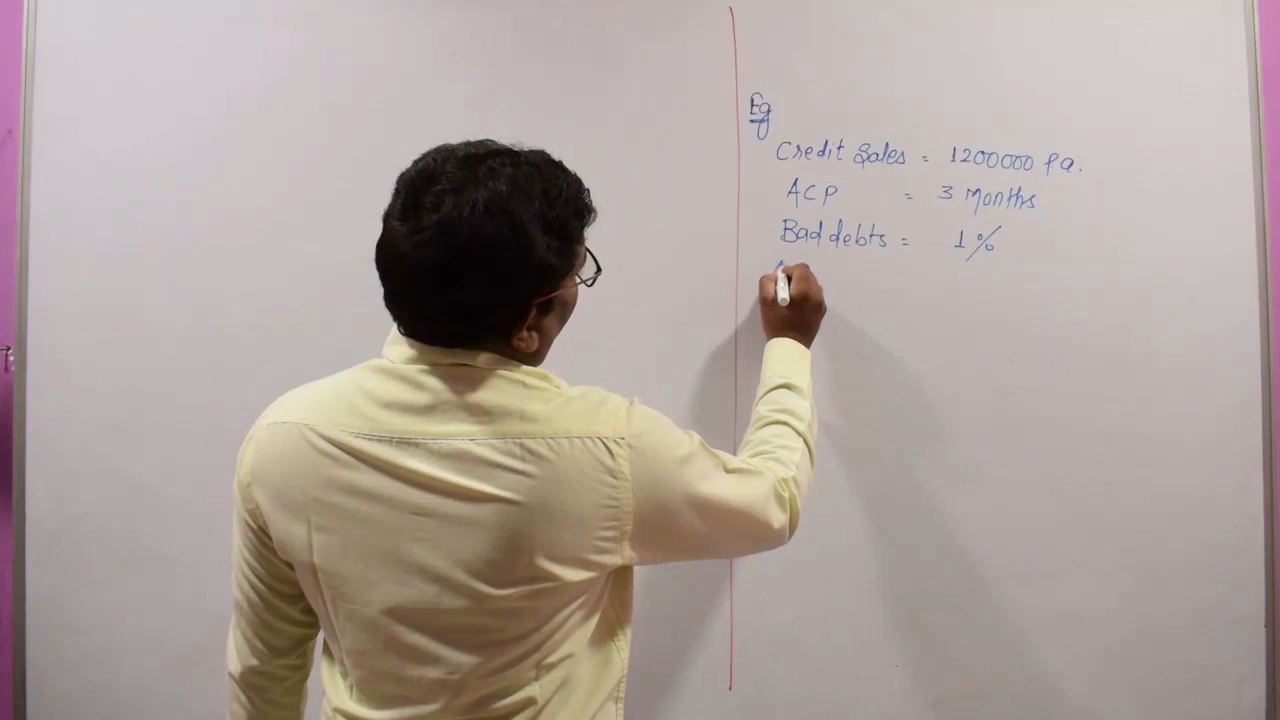 Eg
Credit Sales = 1200000 Pa.
ACP = 3 Months
Bad debts = 1%